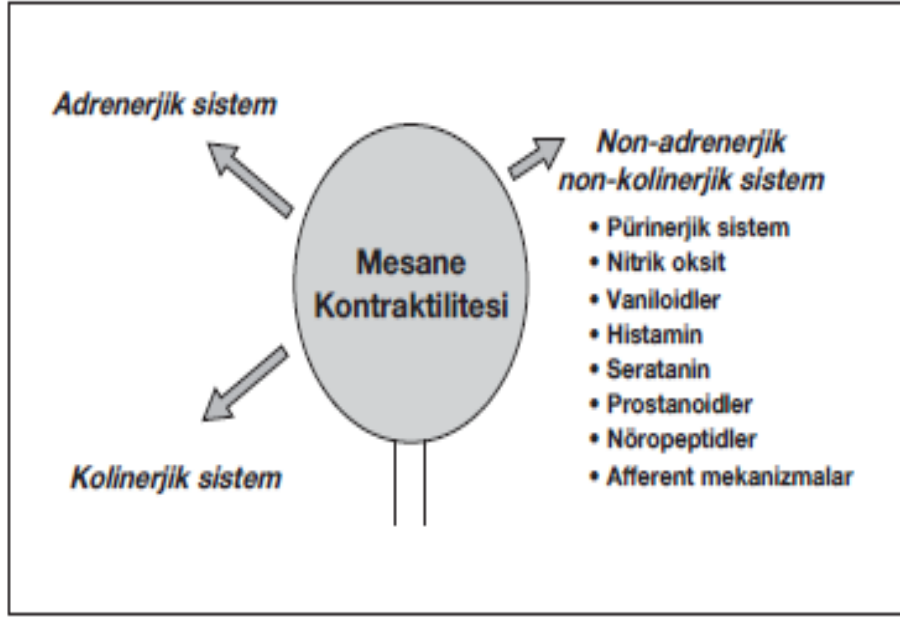 Adrenerjik sistem
Non-adrenerjik
non-kolinerjik sistem
• Pürinerjik sistem
• Nitrik oksit
• Vaniloidler
• Histamin
• Seratanin
• Prostanoidler
• Nöropeptidler
• Afferent mekanizmalar
Mesane
Kontraktilitesi
Kolinerjik sistem